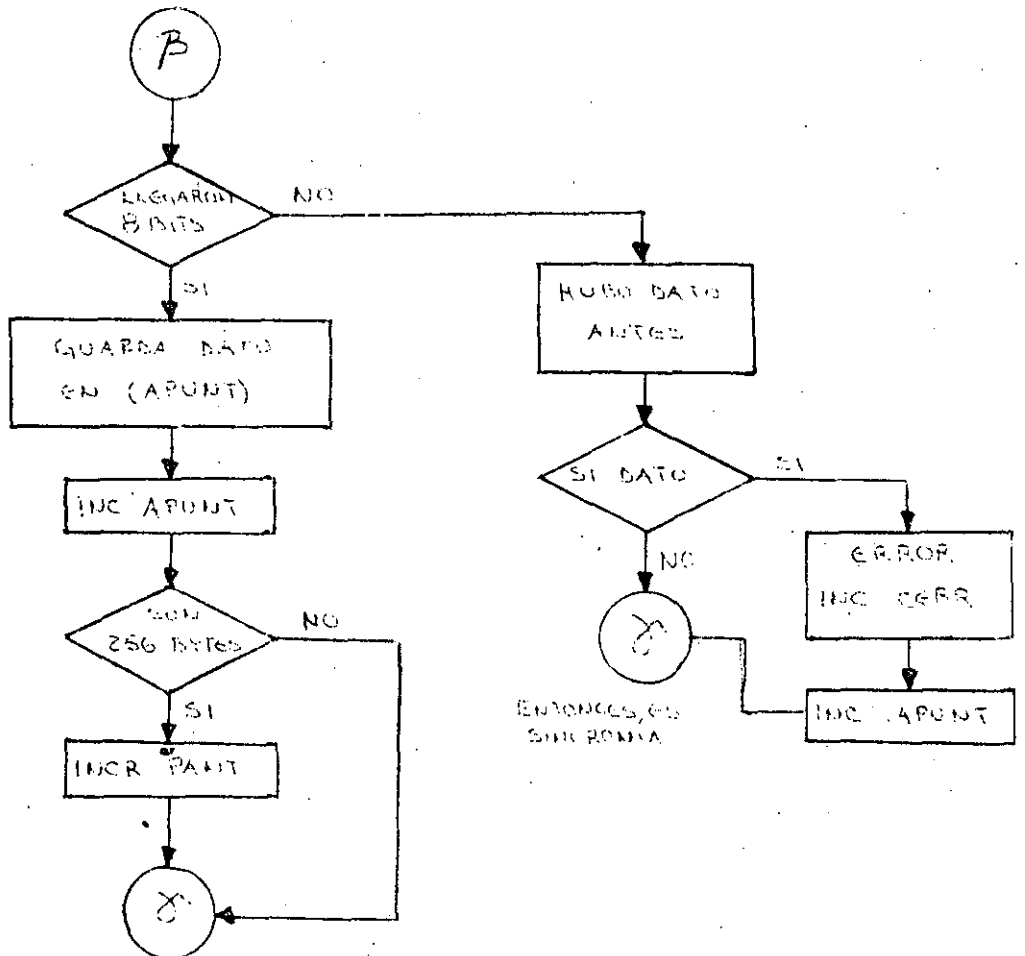 β
LLEGARON
8 BITS
NO
SI
GUARDA DATO
EN (APUNT)
INC APUNT
SON
256 BYTES
NO
SI
INCR PANT
γ
HUBO DATO
ANTES
SI DATO
SI
NO
ERROR
INC CERR
γ
INC APUNT
ENTONCES, ES
SINCRONIA